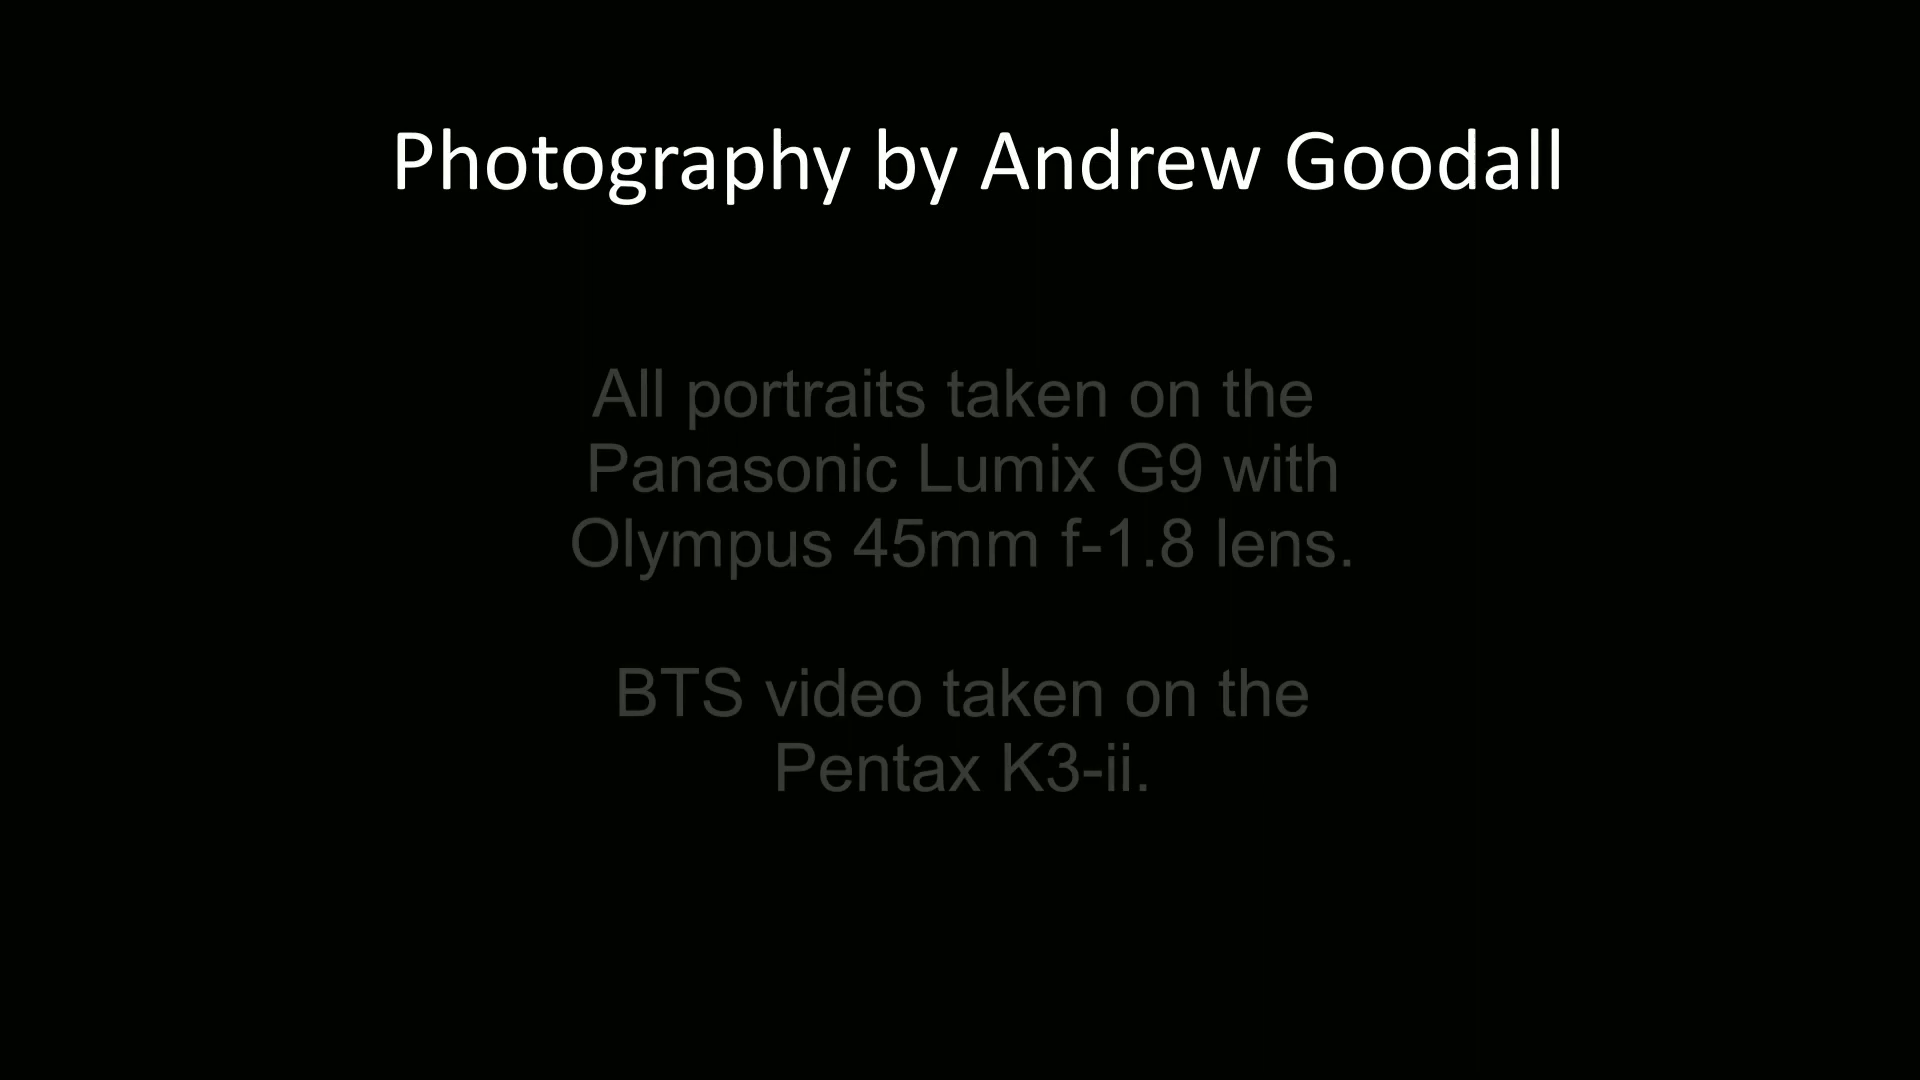 Photography by Andrew Goodall
All portraits taken on the
Panasonic Lumix G9 with
Olympus 45mm f-1.8 lens.
BTS video taken on the
Pentax K3-ii.